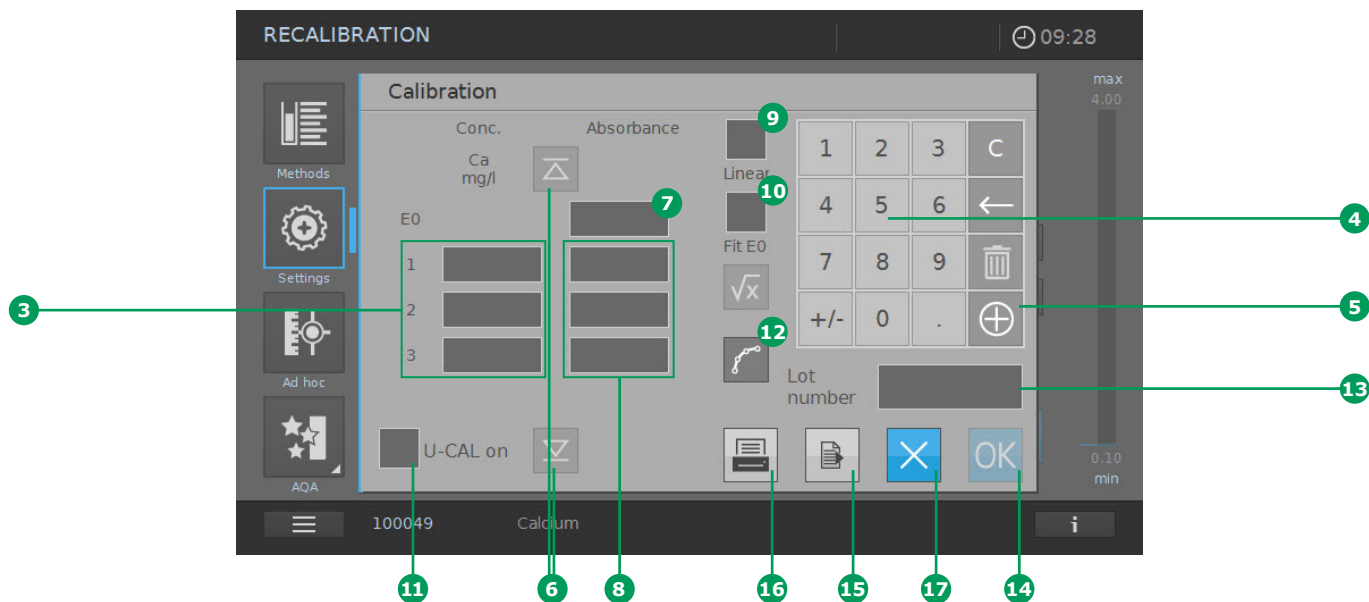 RECALIBRATION
09:28
Calibration
max
4.00
Conc.
Absorbance
9
Ca
mg/l
Linear
1 2 3 C
Methods
10
7
E0
4 5 6
4
Fit E0
1
7 8 9
Settings
√x
3
2
5
+/- 0 .
12
3
Ad hoc
Lot
number
13
U-CAL on
OK
0.10
min
AQA
100049
Calcium
i
11
6
8
16
15
17
14